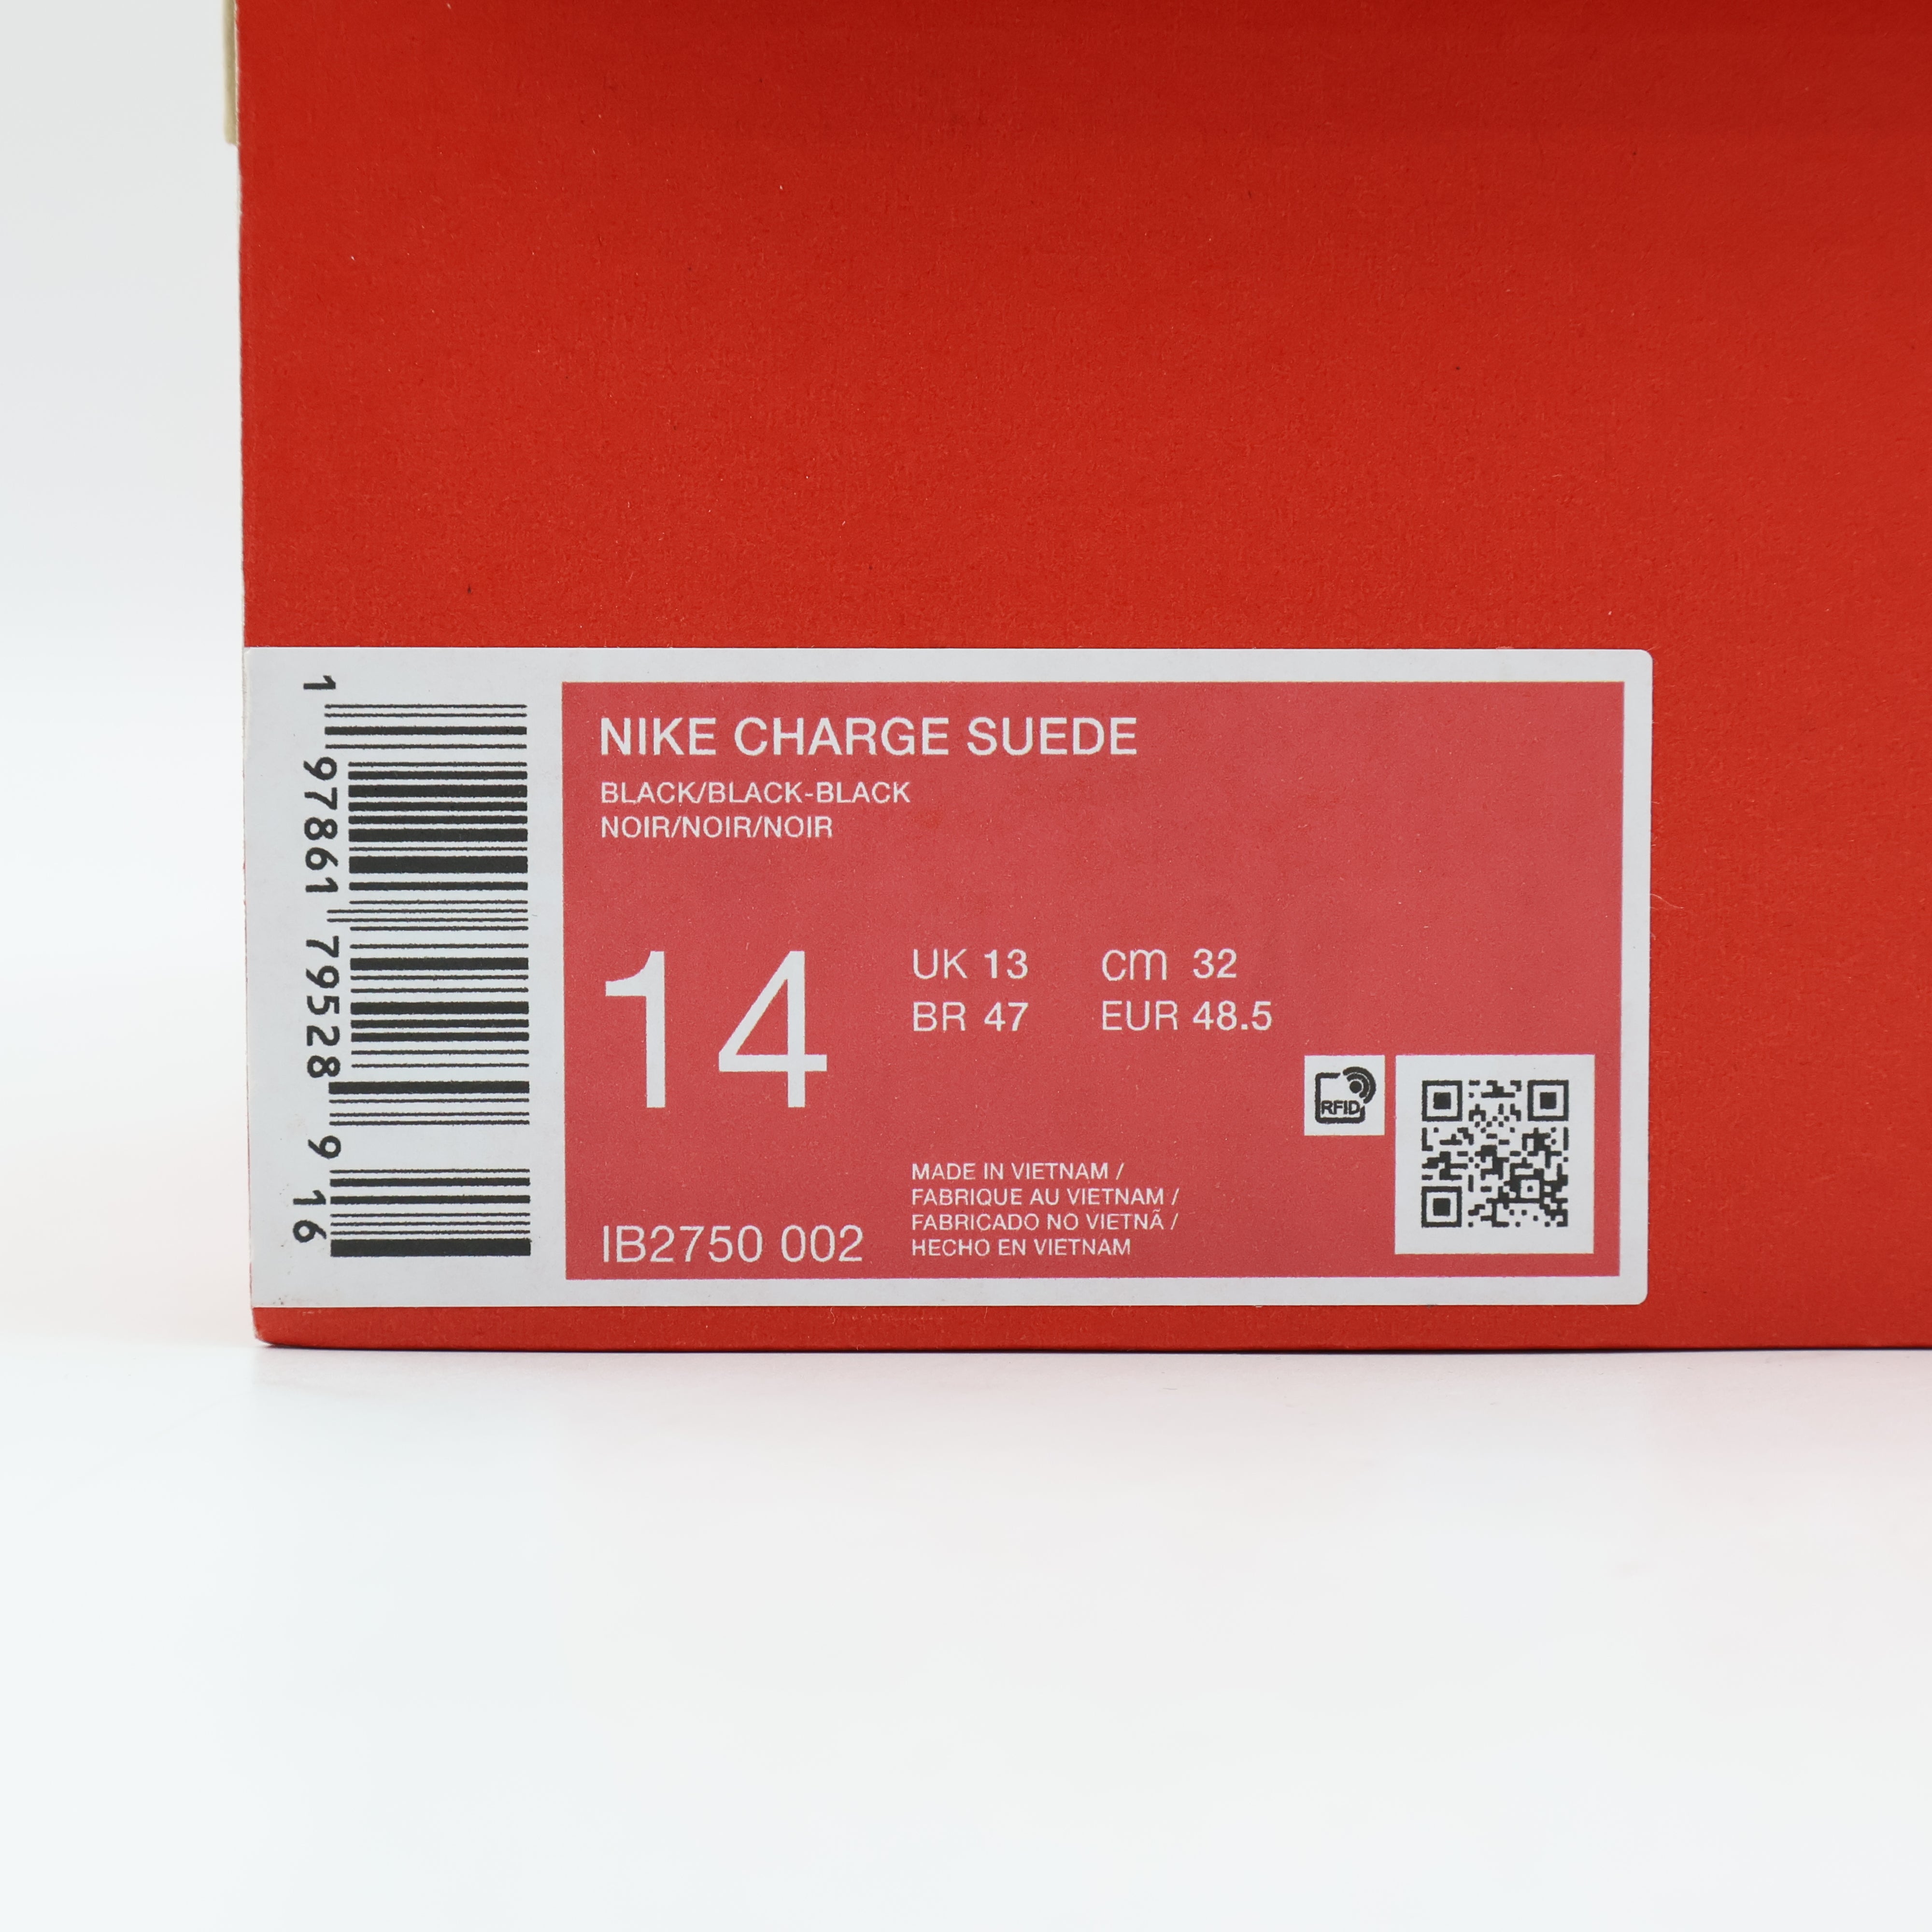 1 97861 79528 9 16
NIKE CHARGE SUEDE
BLACK/BLACK-BLACK
NOIR/NOIR/NOIR
14
UK 13 cm 32
BR 47 EUR 48.5
RFID
MADE IN VIETNAM /
FABRIQUE AU VIETNAM /
FABRICADO NO VIETNÃ /
HECHO EN VIETNAM
IB2750 002